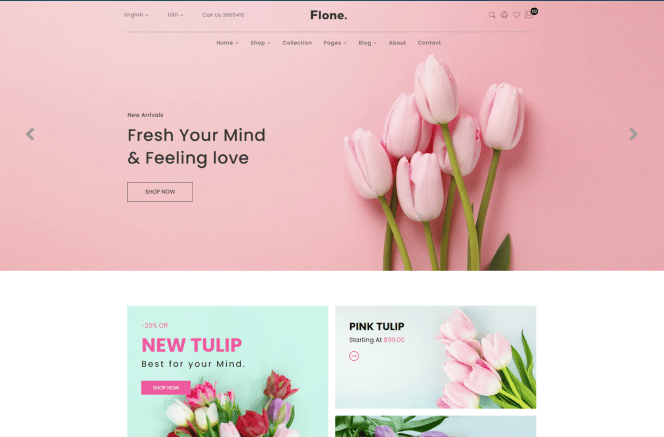 English
USD
Call Us 3965410
Flone.
02
Home
Shop
Collection
Pages
Blog
About
Contact
New Arrivals
Fresh Your Mind
& Feeling love
SHOP NOW
-20% Off
NEW TULIP
Best for your Mind.
SHOP NOW
PINK TULIP
Starting At $99.00